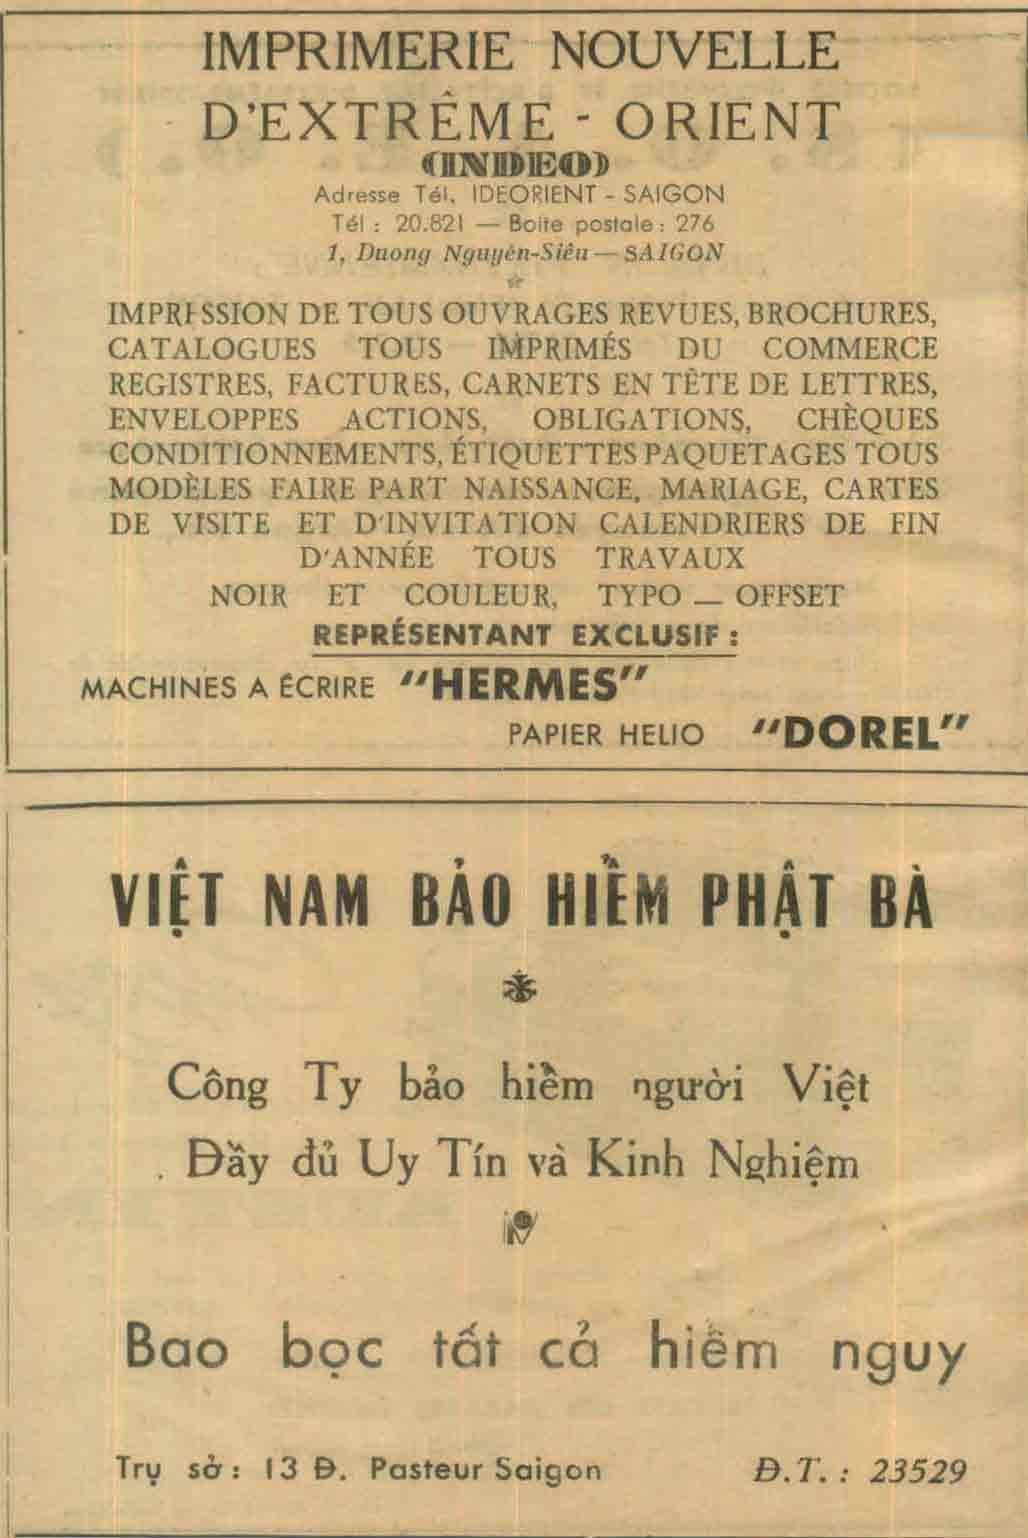 IMPRIMERIE NOUVELLE
D'EXTRÊME - ORIENT
(INDEO)
Adresse Tél. IDEORIENT - SAIGON
Tél : 20.821 — Boite postale : 276
1, Duong Nguyên-Siêu — SAIGON
IMPRESSION DE TOUS OUVRAGES REVUES, BROCHURES,
CATALOGUES TOUS IMPRIMÉS DU COMMERCE
REGISTRES, FACTURES, CARNETS EN TÊTE DE LETTRES,
ENVELOPPES ACTIONS, OBLIGATIONS, CHÈQUES
CONDITIONNEMENTS, ÉTIQUETTES PAQUETAGES TOUS
MODÈLES FAIRE PART NAISSANCE, MARIAGE, CARTES
DE VISITE ET D'INVITATION CALENDRIERS DE FIN
D'ANNÉE TOUS TRAVAUX
NOIR ET COULEUR, TYPO — OFFSET
REPRÉSENTANT EXCLUSIF :
MACHINES A ÉCRIRE "HERMES"
PAPIER HELIO "DOREL"
VIỆT NAM BẢO HIỂM PHẬT BÀ
Công Ty bảo hiểm người Việt
Đầy đủ Uy Tín và Kinh Nghiệm
Bao bọc tất cả hiểm nguy
Trụ sở : 13 Đ. Pasteur Saigon Đ.T. : 23529